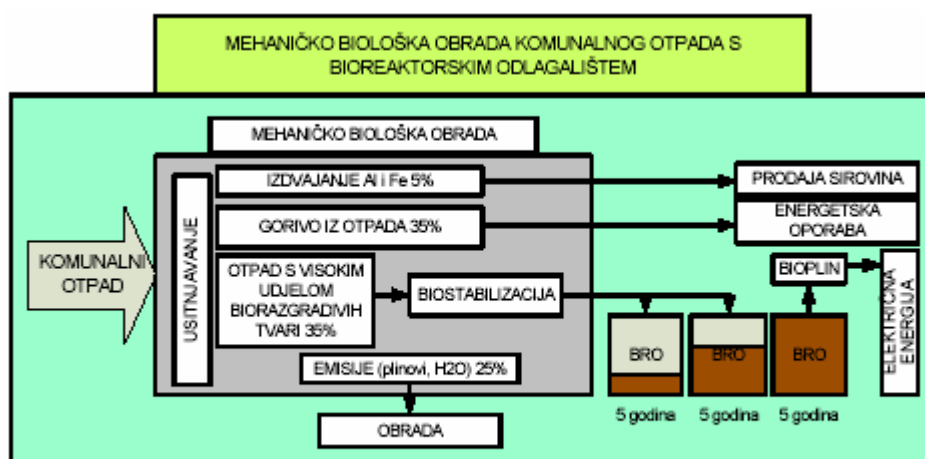 MEHANIČKO BIOLOŠKA OBRADA KOMUNALNOG OTPADA S
BIOREAKTORSKIM ODLAGALIŠTEM
MEHANIČKO BIOLOŠKA OBRADA
KOMUNALNI
OTPAD
USITNJAVANJE
IZDVAJANJE Al i Fe 5%
GORIVO IZ OTPADA 35%
OTPAD S VISOKIM
UDJELOM
BIORAZGRADIVIH
TVARI 35%
BIOSTABILIZACIJA
EMISIJE (plinovi, H2O) 25%
OBRADA
PRODAJA SIROVINA
ENERGETSKA
OPORABA
BIOPLIN
ELEKTRIČNA
ENERGIJA
BRO
BRO
BRO
5 godina
5 godina
5 godina